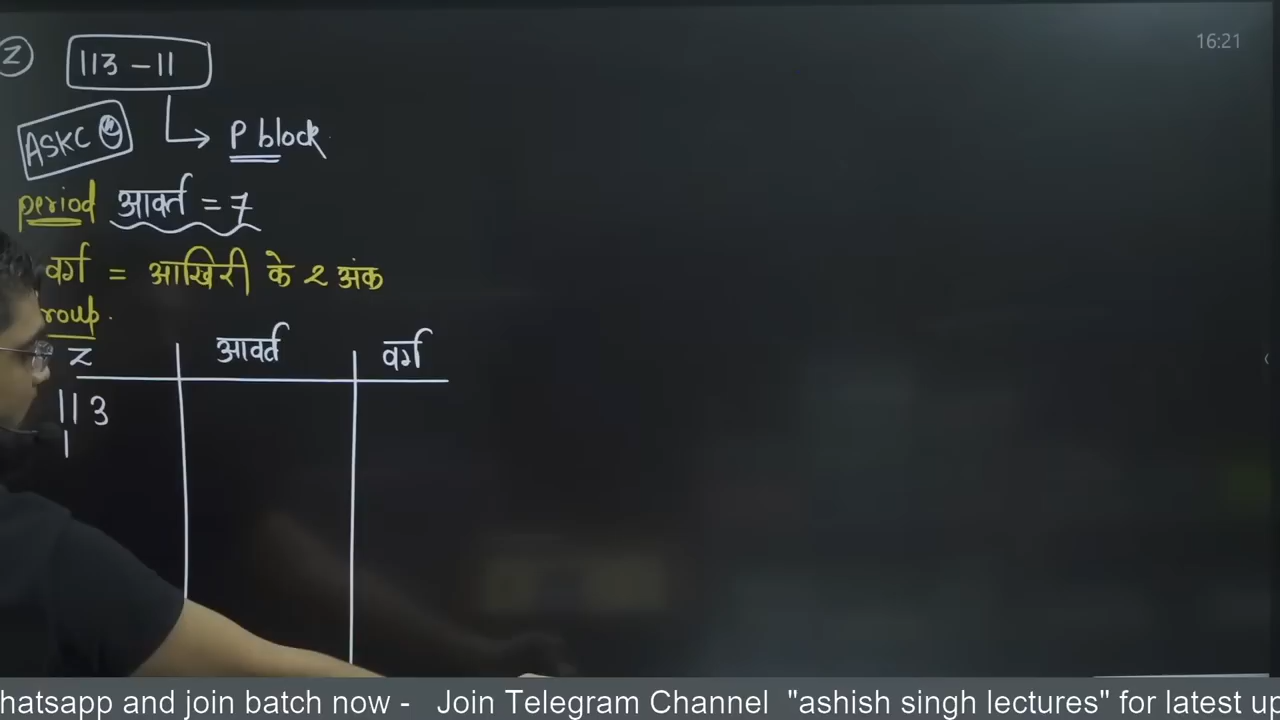 16:21
Z 113 - 11
ASKC
P block
period आवर्त = 7
वर्ग = आखिरी के 2 अंक
roup.
Z आवर्त वर्ग
113
1
hatsapp and join batch now - Join Telegram Channel "ashish singh lectures" for latest up